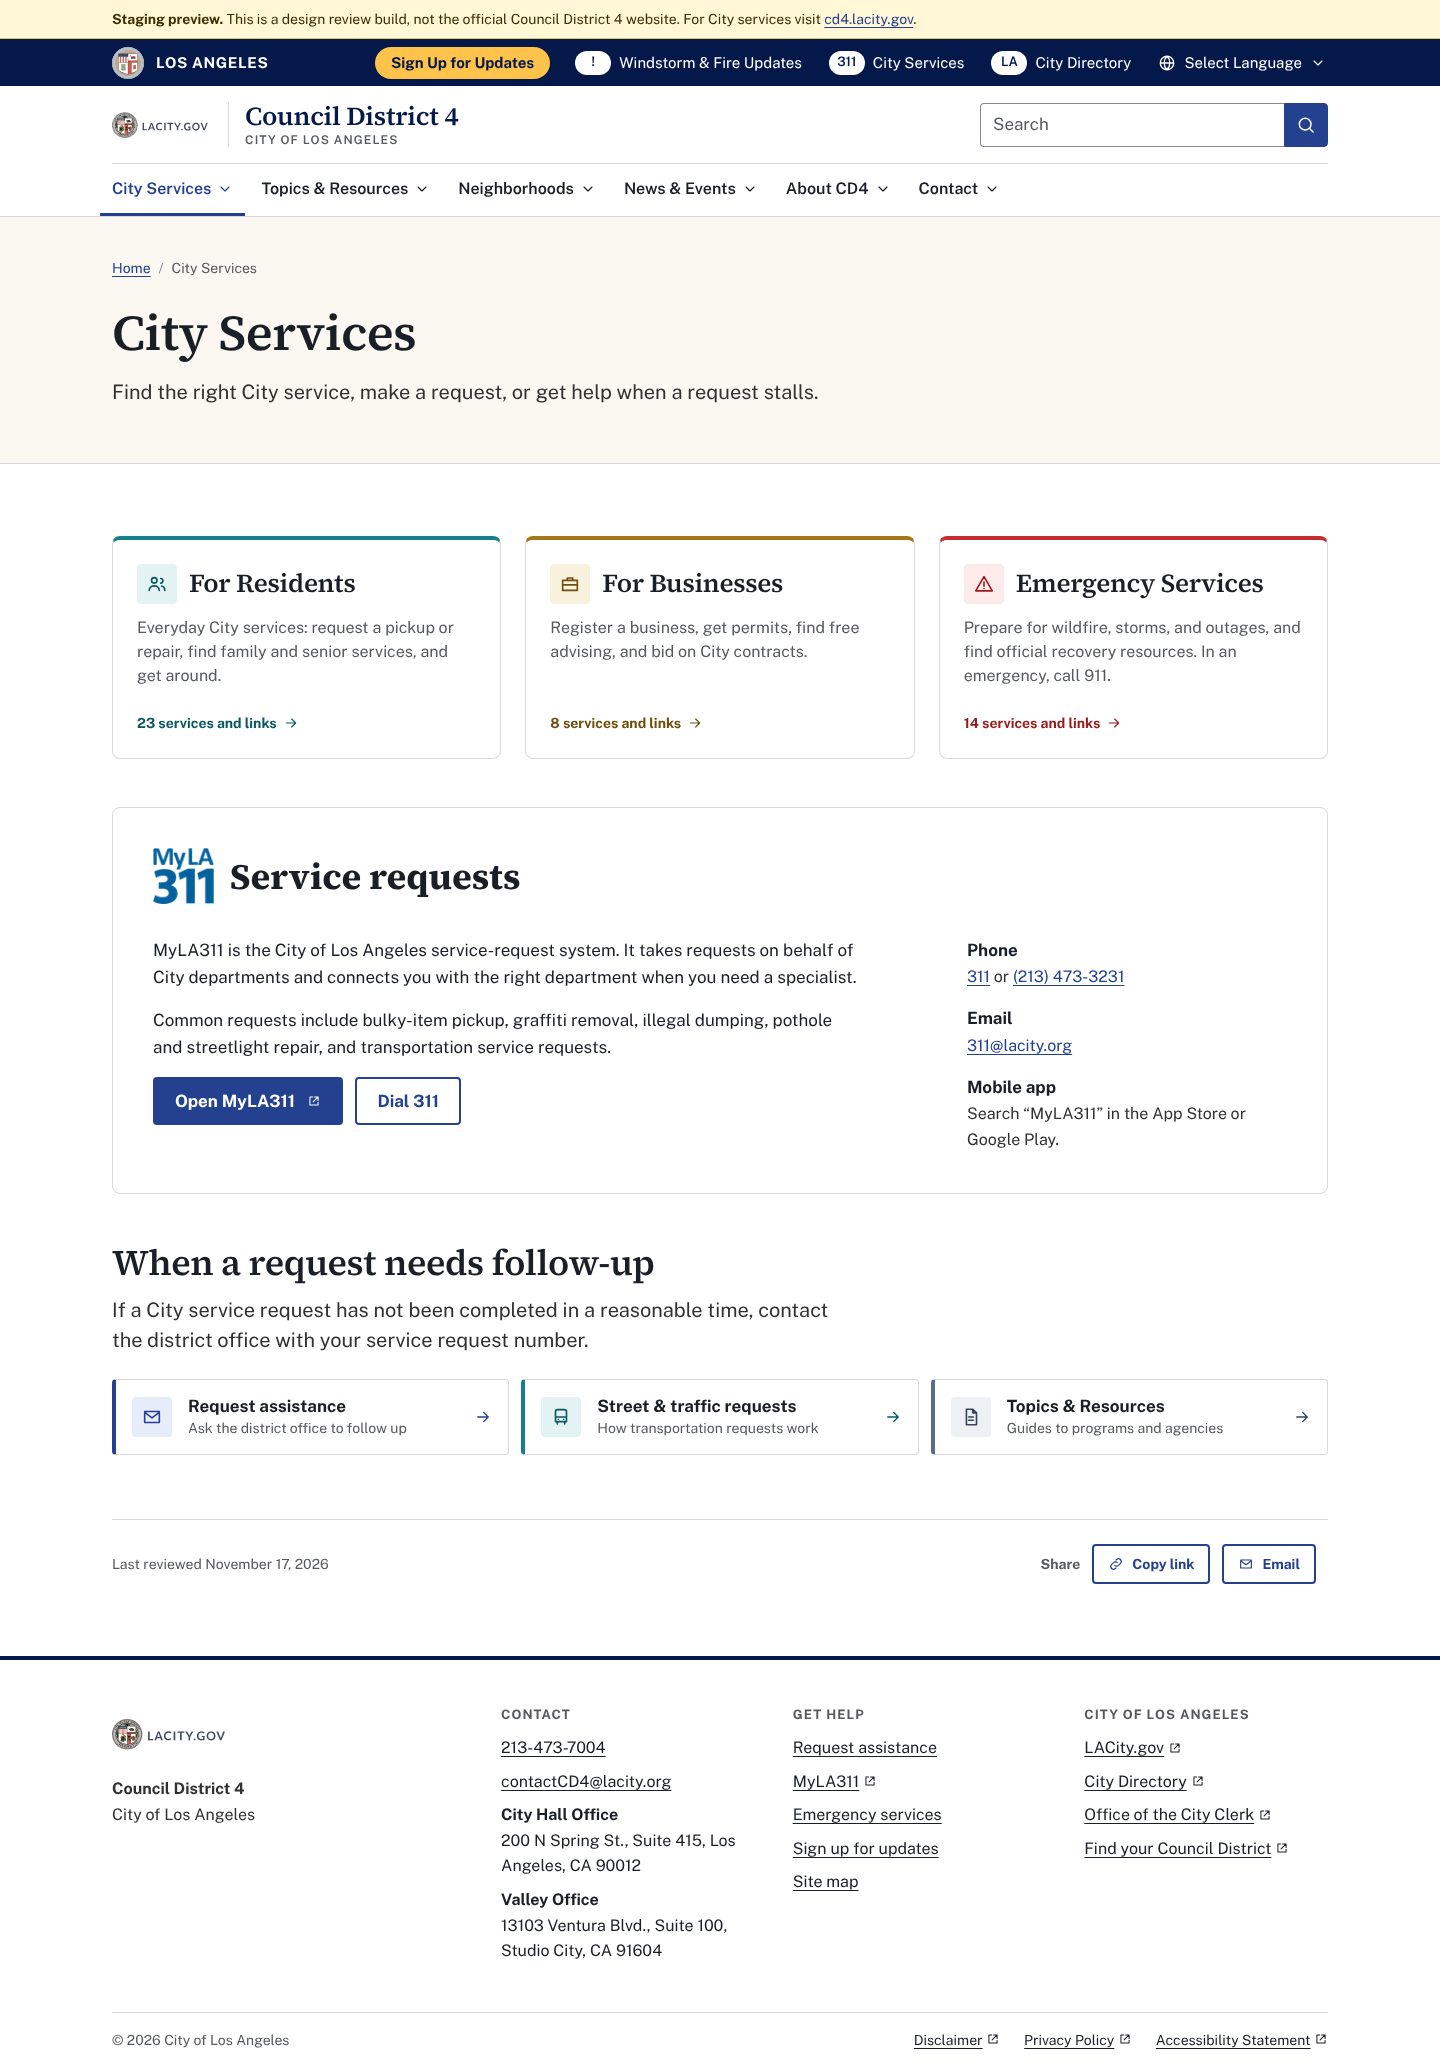 Staging preview. This is a design review build, not the official Council District 4 website. For City services visit cd4.lacity.gov.
LOS ANGELES
Sign Up for Updates
! Windstorm & Fire Updates
311 City Services
LA City Directory
Select Language
LACITY.GOV
Council District 4
CITY OF LOS ANGELES
Search
City Services
Topics & Resources
Neighborhoods
News & Events
About CD4
Contact
Home / City Services
City Services
Find the right City service, make a request, or get help when a request stalls.
For Residents
Everyday City services: request a pickup or
repair, find family and senior services, and
get around.
23 services and links
For Businesses
Register a business, get permits, find free
advising, and bid on City contracts.
8 services and links
Emergency Services
Prepare for wildfire, storms, and outages, and
find official recovery resources. In an
emergency, call 911.
14 services and links
MyLA
311
Service requests
MyLA311 is the City of Los Angeles service-request system. It takes requests on behalf of
City departments and connects you with the right department when you need a specialist.
Common requests include bulky-item pickup, graffiti removal, illegal dumping, pothole
and streetlight repair, and transportation service requests.
Open MyLA311
Dial 311
Phone
311 or (213) 473-3231
Email
311@lacity.org
Mobile app
Search “MyLA311” in the App Store or
Google Play.
When a request needs follow-up
If a City service request has not been completed in a reasonable time, contact
the district office with your service request number.
Request assistance
Ask the district office to follow up
Street & traffic requests
How transportation requests work
Topics & Resources
Guides to programs and agencies
Last reviewed November 17, 2026
Share
Copy link
Email
LACITY.GOV
Council District 4
City of Los Angeles
CONTACT
213-473-7004
contactCD4@lacity.org
City Hall Office
200 N Spring St., Suite 415, Los
Angeles, CA 90012
Valley Office
13103 Ventura Blvd., Suite 100,
Studio City, CA 91604
GET HELP
Request assistance
MyLA311
Emergency services
Sign up for updates
Site map
CITY OF LOS ANGELES
LACity.gov
City Directory
Office of the City Clerk
Find your Council District
© 2026 City of Los Angeles
Disclaimer
Privacy Policy
Accessibility Statement